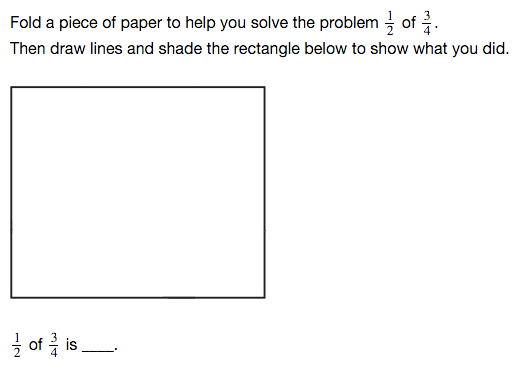 Fold a piece of paper to help you solve the problem 1/2 of 3/4.
Then draw lines and shade the rectangle below to show what you did.
1/2 of 3/4 is ____.